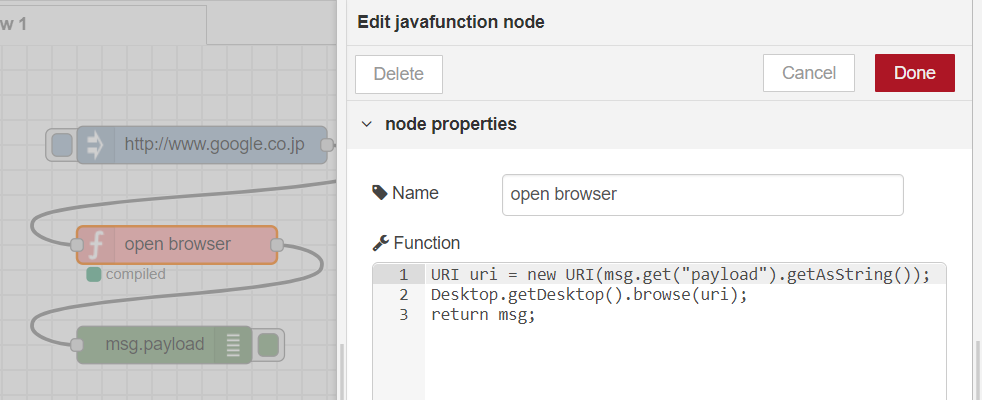 w 1
http://www.google.co.jp
open browser
compiled
msg.payload
Edit javafunction node
Delete
Cancel
Done
node properties
Name
open browser
Function
1 URI uri = new URI(msg.get("payload").getAsString());
2 Desktop.getDesktop().browse(uri);
3 return msg;